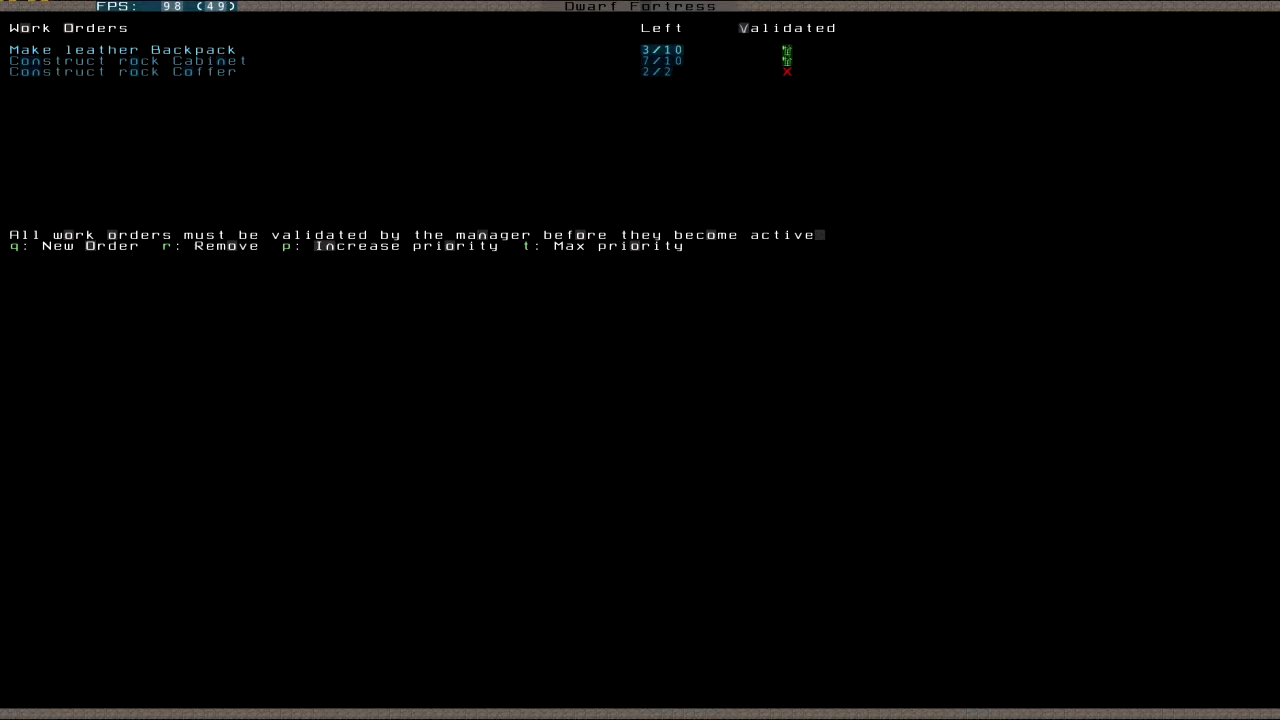 FPS: 98 (49) Dwarf Fortress
Work Orders Left Validated
Make leather Backpack 3/10
Construct rock Cabinet 7/10
Construct rock Coffer 2/2 X
All work orders must be validated by the manager before they become active
q: New Order r: Remove p: Increase priority t: Max priority